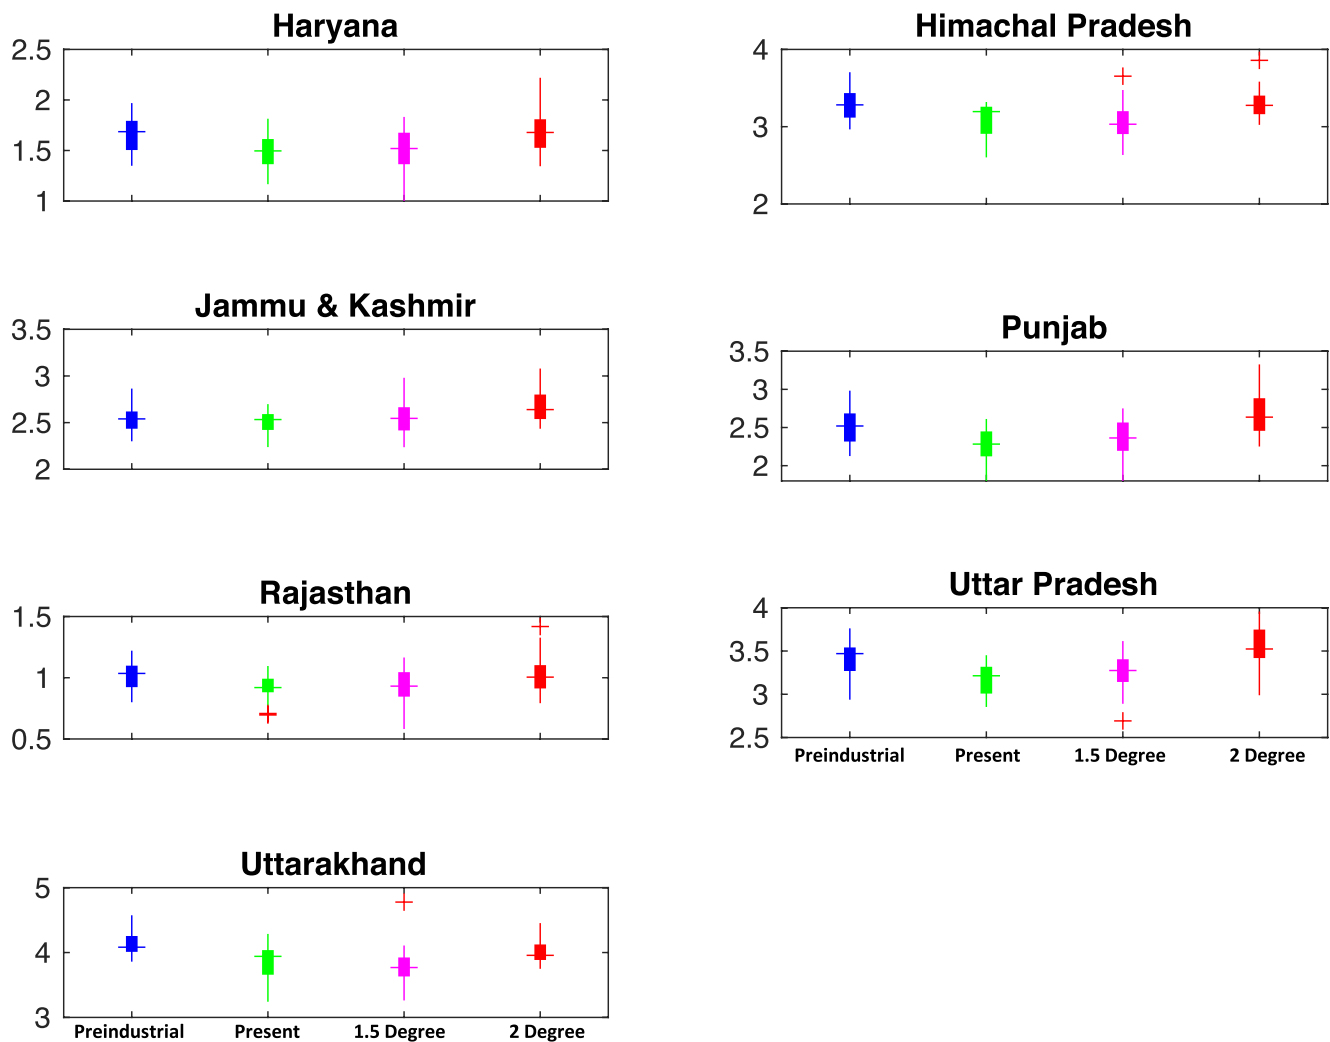 Haryana
2.5
2
1.5
1
Himachal Pradesh
4
3
2
Jammu & Kashmir
3.5
3
2.5
2
Punjab
3.5
3
2.5
2
Rajasthan
1.5
1
0.5
Uttar Pradesh
4
3.5
3
2.5
Preindustrial Present 1.5 Degree 2 Degree
Uttarakhand
5
4
3
Preindustrial Present 1.5 Degree 2 Degree